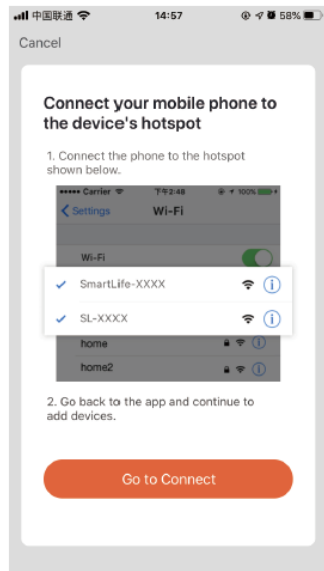 中国联通 14:57 58%
Cancel
Connect your mobile phone to
the device's hotspot
1. Connect the phone to the hotspot
shown below.
Carrier 下午2:48 100%
Settings Wi-Fi
Wi-Fi
SmartLife-XXXX
SL-XXXX
home
home2
2. Go back to the app and continue to
add devices.
Go to Connect